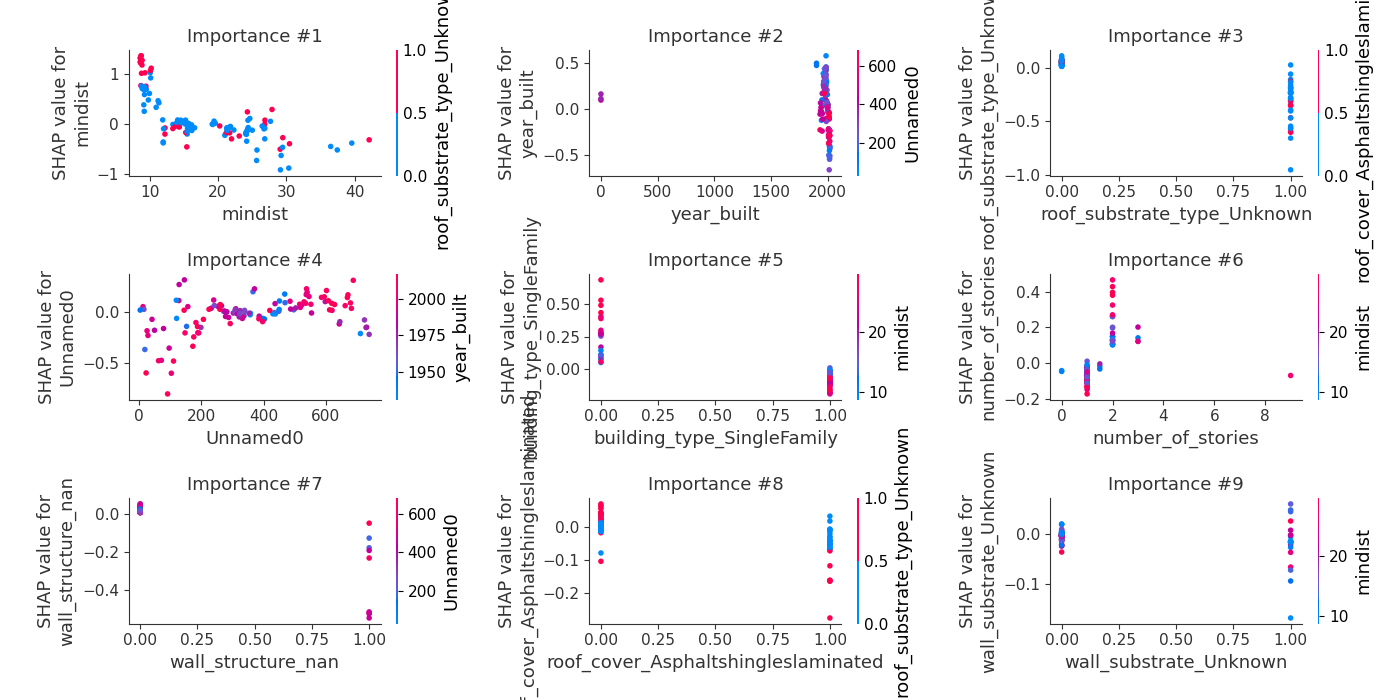 Importance #1
SHAP value for
mindist
1
0
−1
10
20
30
40
mindist
1.0
0.5
0.0
roof_substrate_type_Unknow
Importance #2
SHAP value for
year_built
0.5
0.0
−0.5
0
500
1000
1500
2000
year_built
600
400
200
Unnamed0
Importance #3
SHAP value for
roof_substrate_type_Unknow
0.0
−0.5
−1.0
0.00
0.25
0.50
0.75
1.00
roof_substrate_type_Unknown
1.0
0.5
0.0
roof_cover_Asphaltshingleslami
Importance #4
SHAP value for
Unnamed0
0.0
−0.5
0
200
400
600
Unnamed0
2000
1975
1950
year_built
Importance #5
SHAP value for
building_type_SingleFamily
0.50
0.25
0.00
0.00
0.25
0.50
0.75
1.00
building_type_SingleFamily
20
10
mindist
Importance #6
SHAP value for
number_of_stories
0.4
0.2
0.0
−0.2
0
2
4
6
8
number_of_stories
20
10
mindist
Importance #7
SHAP value for
wall_structure_nan
0.0
−0.2
−0.4
0.00
0.25
0.50
0.75
1.00
wall_structure_nan
600
400
200
Unnamed0
Importance #8
SHAP value for
f_cover_Asphaltshingleslaminated
0.0
−0.1
−0.2
0.00
0.25
0.50
0.75
1.00
roof_cover_Asphaltshingleslaminated
1.0
0.5
0.0
roof_substrate_type_Unknown
Importance #9
SHAP value for
wall_substrate_Unknown
0.0
−0.1
0.00
0.25
0.50
0.75
1.00
wall_substrate_Unknown
20
10
mindist